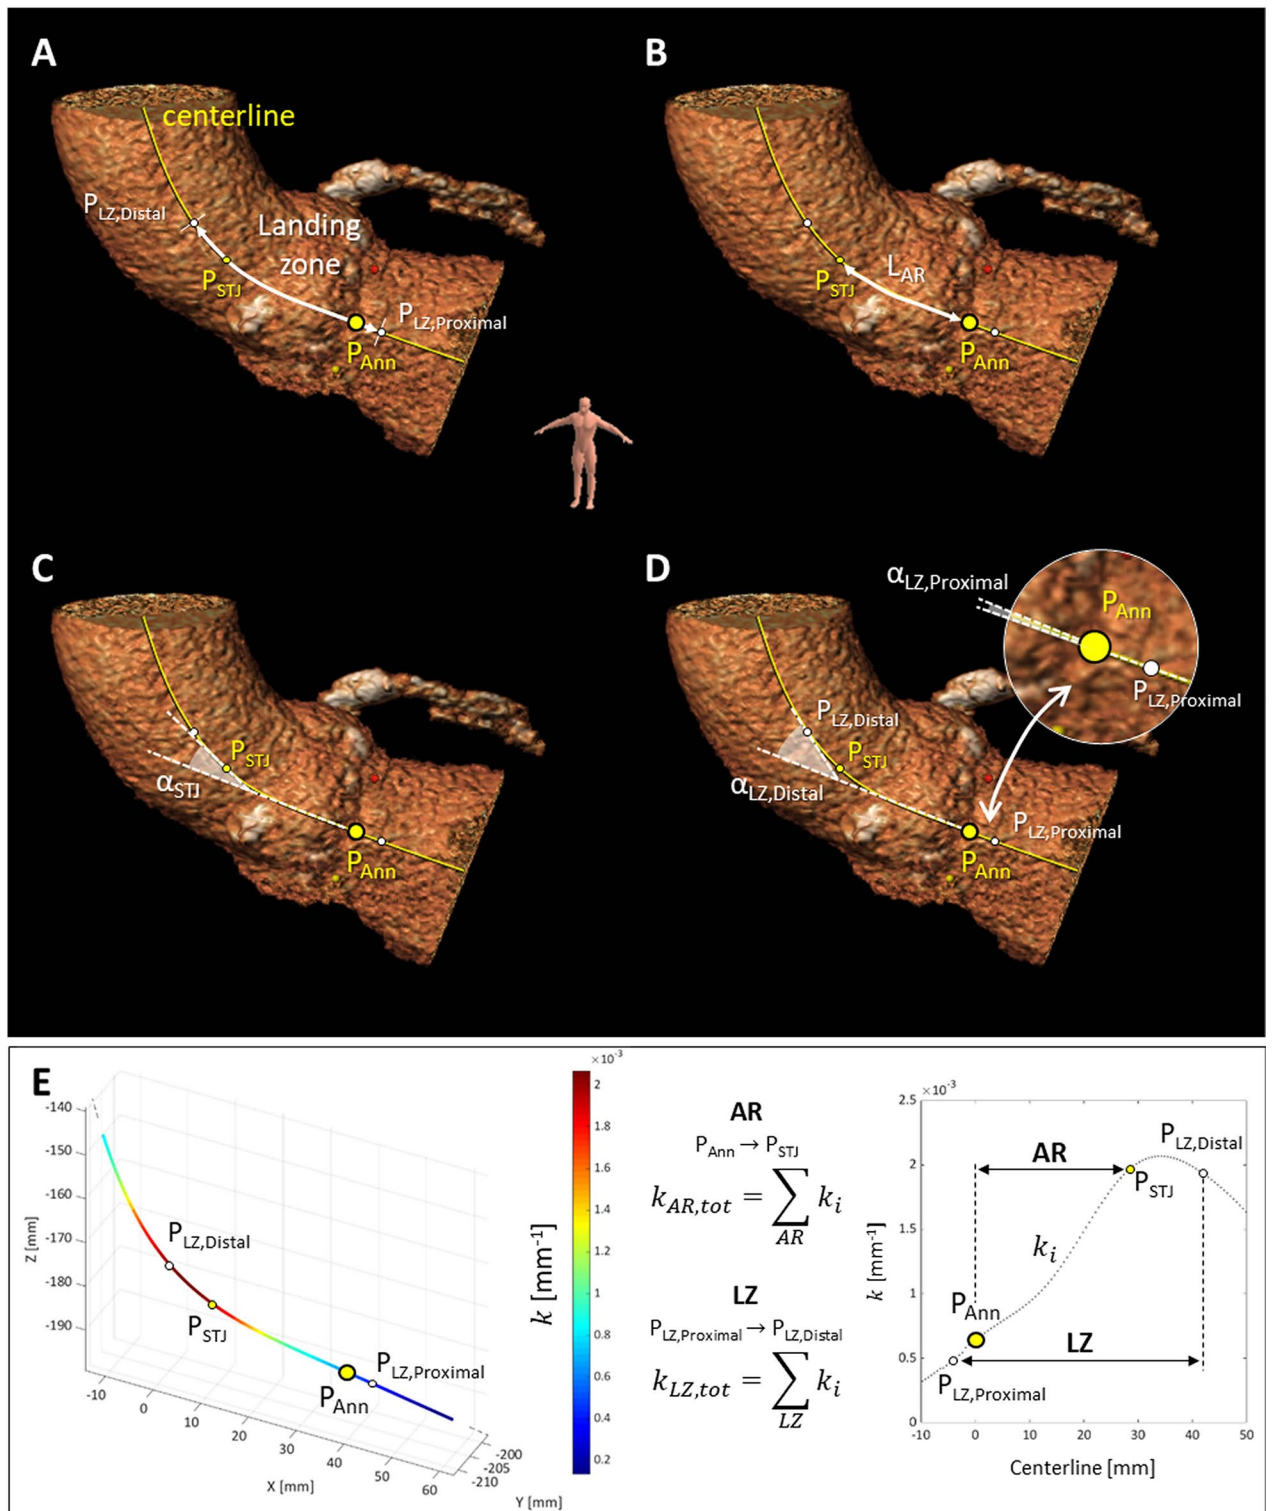 A
centerline
P_LZ,Distal
Landing
zone
P_STJ
P_LZ,Proximal
P_Ann
B
L_AR
P_STJ
P_Ann
C
P_STJ
α_STJ
P_Ann
D
α_LZ,Proximal
P_Ann
P_LZ,Proximal
P_LZ,Distal
P_STJ
α_LZ,Distal
P_LZ,Proximal
P_Ann
E
-140
-150
-160
-170
-180
-190
Z [mm]
P_LZ,Distal
P_STJ
P_LZ,Proximal
P_Ann
-10
0
10
20
30
40
50
60
X [mm]
-200
-205
-210
Y [mm]
×10⁻³
2
1.8
1.6
1.4
1.2
1
0.8
0.6
0.4
0.2
k [mm⁻¹]
AR
P_Ann → P_STJ
k_AR,tot = ∑_AR k_i
LZ
P_LZ,Proximal → P_LZ,Distal
k_LZ,tot = ∑_LZ k_i
×10⁻³
2.5
2
1.5
1
0.5
0
k [mm⁻¹]
P_LZ,Distal
AR
P_STJ
k_i
P_Ann
LZ
P_LZ,Proximal
-10
0
10
20
30
40
50
Centerline [mm]